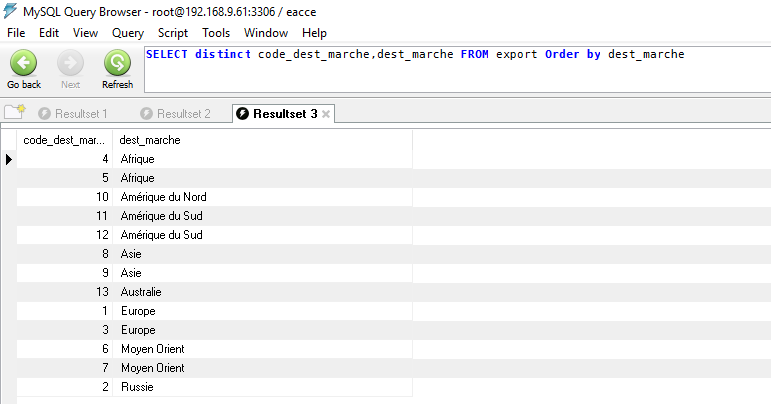 MySQL Query Browser - root@192.168.9.61:3306 / eacce
File Edit View Query Script Tools Window Help
SELECT distinct code_dest_marche,dest_marche FROM export Order by dest_marche
Go back Next Refresh
Resultset 1 Resultset 2 Resultset 3
code_dest_mar... dest_marche
4 Afrique
5 Afrique
10 Amérique du Nord
11 Amérique du Sud
12 Amérique du Sud
8 Asie
9 Asie
13 Australie
1 Europe
3 Europe
6 Moyen Orient
7 Moyen Orient
2 Russie